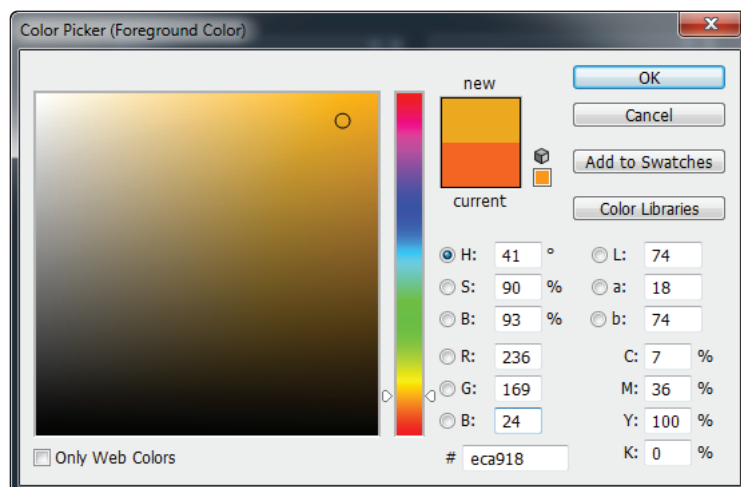 Color Picker (Foreground Color)
new
current
OK
Cancel
Add to Swatches
Color Libraries
H: 41 °
S: 90 %
B: 93 %
R: 236
G: 169
B: 24
# eca918
L: 74
a: 18
b: 74
C: 7 %
M: 36 %
Y: 100 %
K: 0 %
Only Web Colors